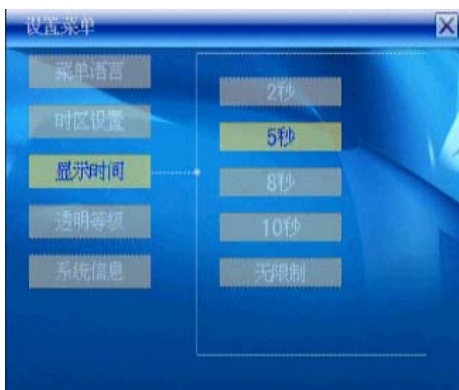 设置菜单
菜单语言
时区设置
显示时间
透明等级
系统信息
2秒
5秒
8秒
10秒
无限制